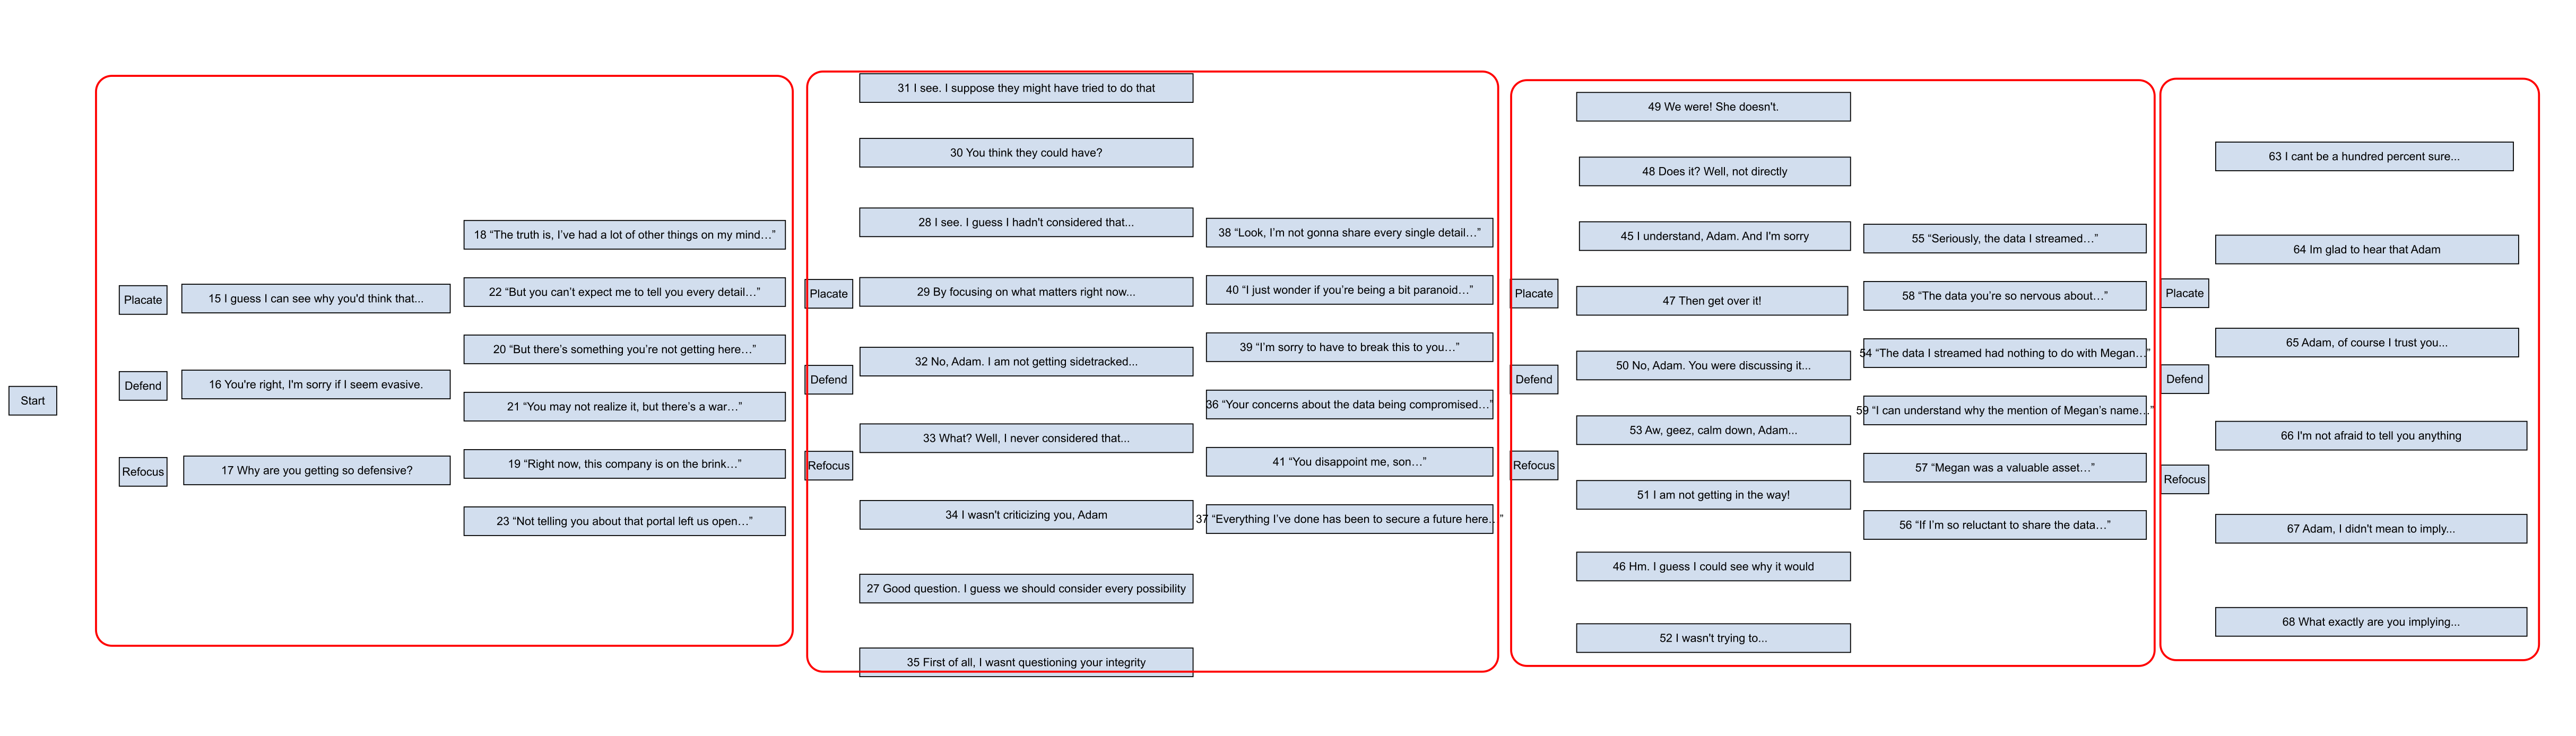 Start
Placate
Defend
Refocus
15 I guess I can see why you'd think that...
16 You're right, I'm sorry if I seem evasive.
17 Why are you getting so defensive?
18 “The truth is, I’ve had a lot of other things on my mind…”
22 “But you can’t expect me to tell you every detail…”
20 “But there’s something you’re not getting here…”
21 “You may not realize it, but there’s a war…”
19 “Right now, this company is on the brink…”
23 “Not telling you about that portal left us open…”
Placate
Defend
Refocus
31 I see. I suppose they might have tried to do that
30 You think they could have?
28 I see. I guess I hadn't considered that...
29 By focusing on what matters right now...
32 No, Adam. I am not getting sidetracked...
33 What? Well, I never considered that...
34 I wasn't criticizing you, Adam
27 Good question. I guess we should consider every possibility
35 First of all, I wasnt questioning your integrity
38 “Look, I’m not gonna share every single detail…”
40 “I just wonder if you’re being a bit paranoid…”
39 “I’m sorry to have to break this to you…”
36 “Your concerns about the data being compromised…”
41 “You disappoint me, son…”
37 “Everything I’ve done has been to secure a future here…”
Placate
Defend
Refocus
49 We were! She doesn't.
48 Does it? Well, not directly
45 I understand, Adam. And I'm sorry
47 Then get over it!
50 No, Adam. You were discussing it...
53 Aw, geez, calm down, Adam...
51 I am not getting in the way!
46 Hm. I guess I could see why it would
52 I wasn't trying to...
55 “Seriously, the data I streamed…”
58 “The data you’re so nervous about…”
54 “The data I streamed had nothing to do with Megan…”
59 “I can understand why the mention of Megan’s name…”
57 “Megan was a valuable asset…”
56 “If I’m so reluctant to share the data…”
Placate
Defend
Refocus
63 I cant be a hundred percent sure...
64 Im glad to hear that Adam
65 Adam, of course I trust you...
66 I'm not afraid to tell you anything
67 Adam, I didn't mean to imply...
68 What exactly are you implying...